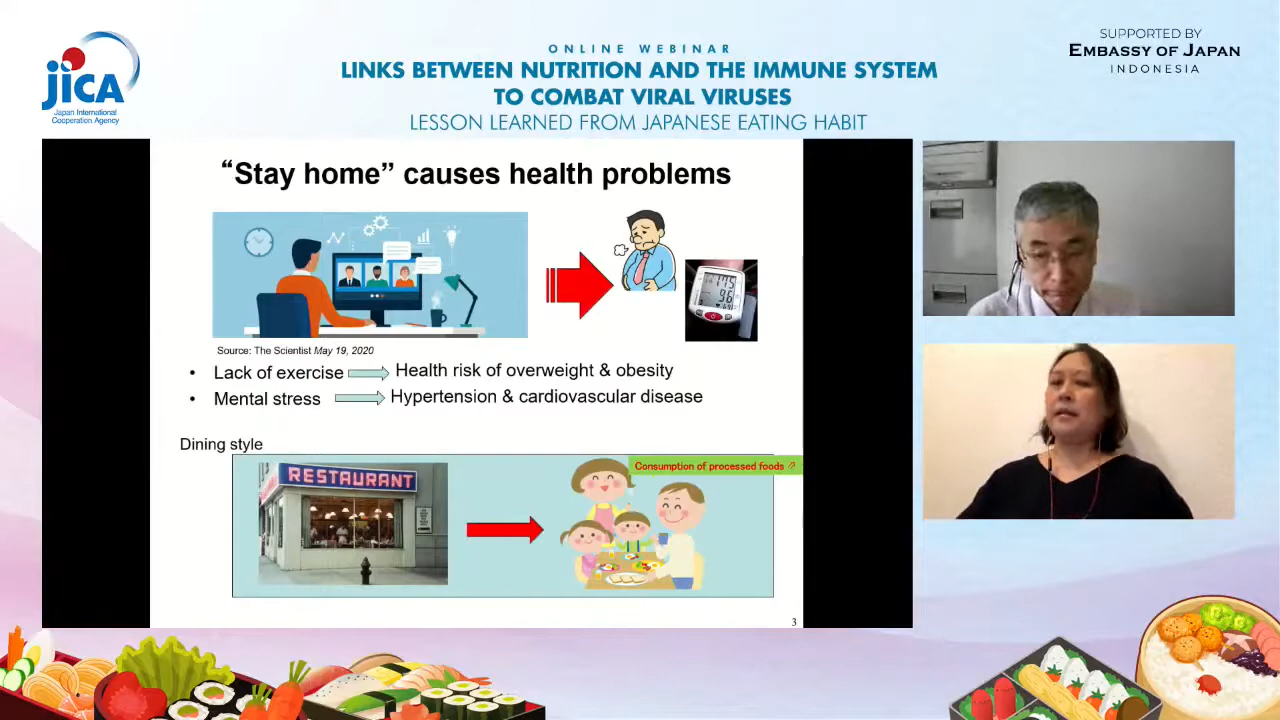 JICA
Japan International
Cooperation Agency
ONLINE WEBINAR
LINKS BETWEEN NUTRITION AND THE IMMUNE SYSTEM
TO COMBAT VIRAL VIRUSES
LESSON LEARNED FROM JAPANESE EATING HABIT
SUPPORTED BY
EMBASSY OF JAPAN
INDONESIA
“Stay home” causes health problems
175
96
Source: The Scientist May 19, 2020
• Lack of exercise Health risk of overweight & obesity
• Mental stress Hypertension & cardiovascular disease
Dining style
Consumption of processed foods
RESTAURANT
3